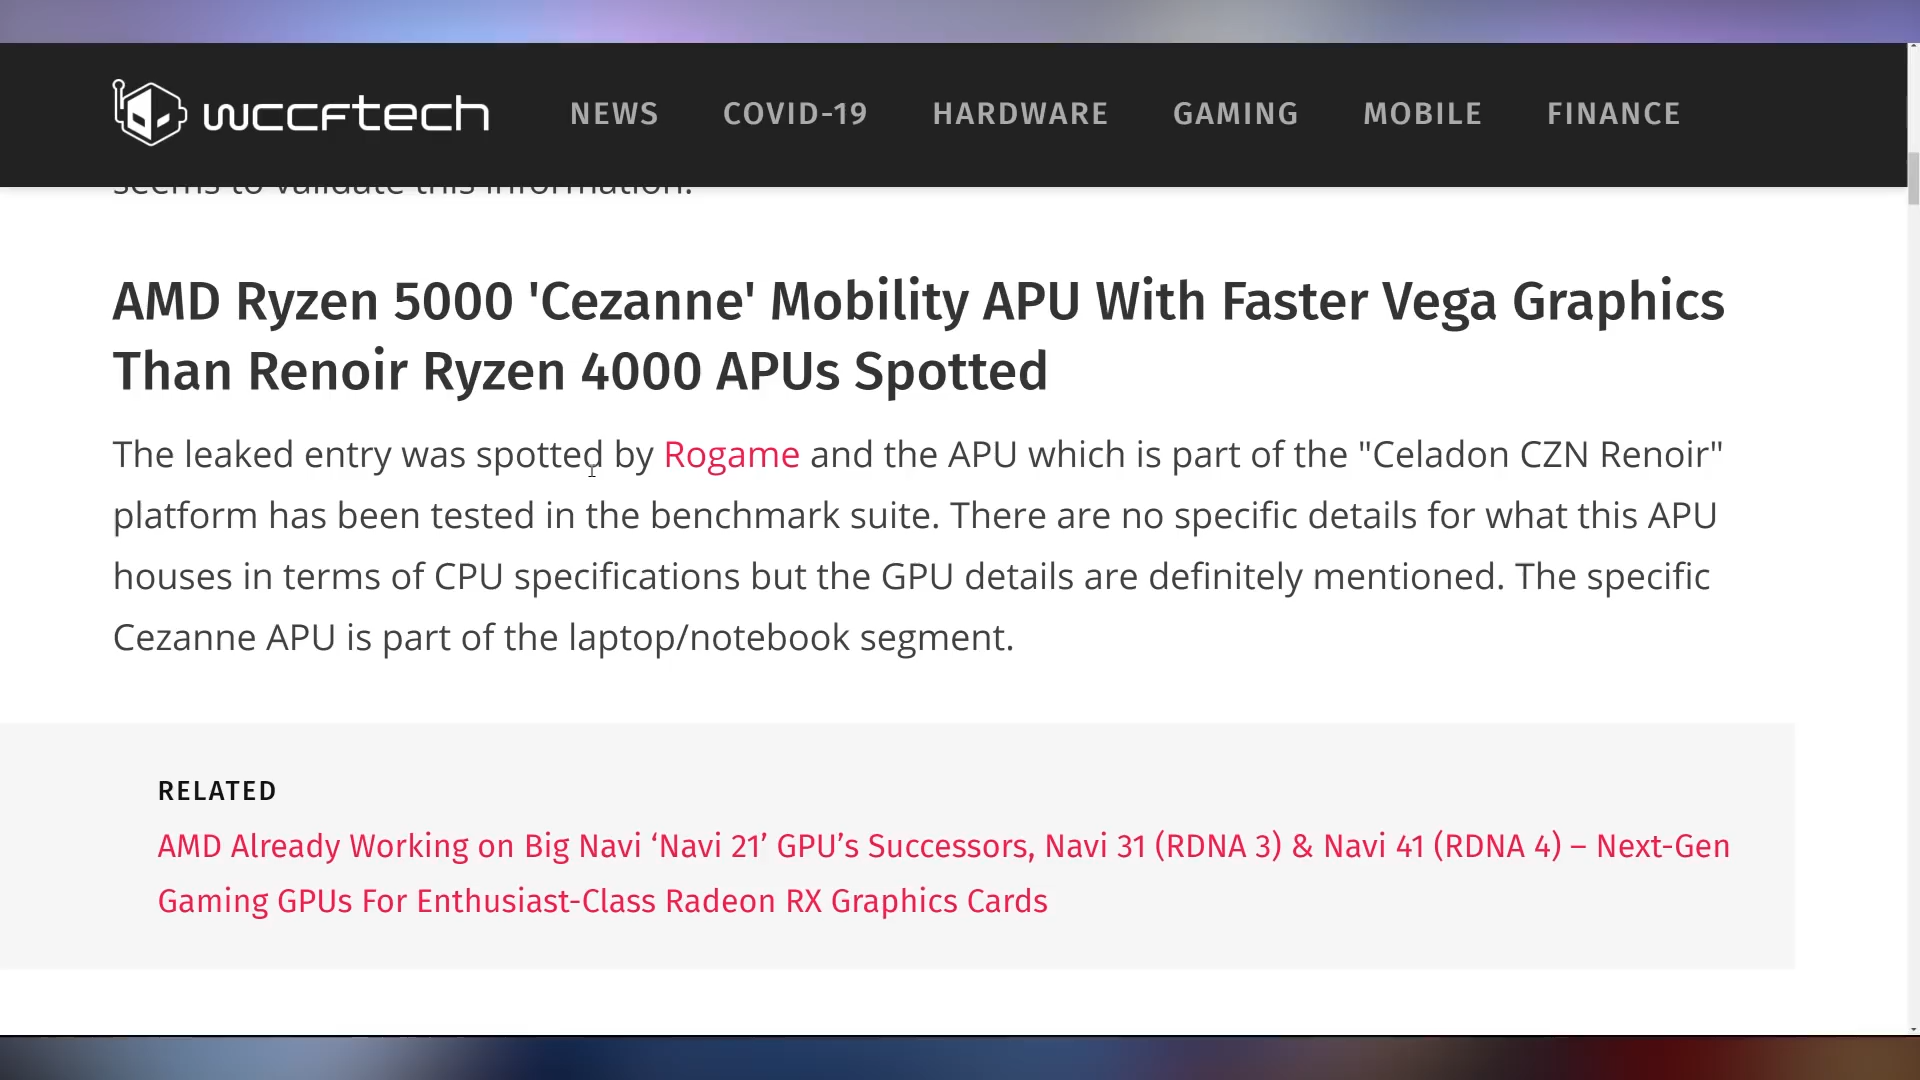 wccftech NEWS COVID-19 HARDWARE GAMING MOBILE FINANCE
seems to validate this information.
AMD Ryzen 5000 'Cezanne' Mobility APU With Faster Vega Graphics
Than Renoir Ryzen 4000 APUs Spotted
The leaked entry was spotted by Rogame and the APU which is part of the "Celadon CZN Renoir"
platform has been tested in the benchmark suite. There are no specific details for what this APU
houses in terms of CPU specifications but the GPU details are definitely mentioned. The specific
Cezanne APU is part of the laptop/notebook segment.
RELATED
AMD Already Working on Big Navi ‘Navi 21’ GPU’s Successors, Navi 31 (RDNA 3) & Navi 41 (RDNA 4) – Next-Gen
Gaming GPUs For Enthusiast-Class Radeon RX Graphics Cards